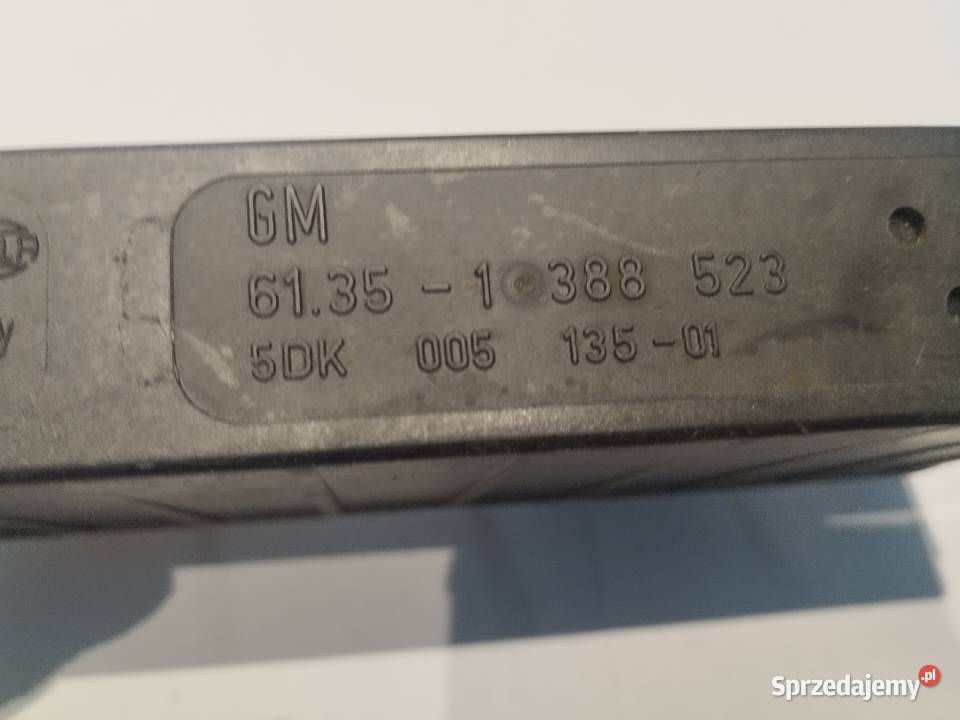 GM
61.35 - 1 388 523
5DK 005 135-01
Sprzedajemy.pl